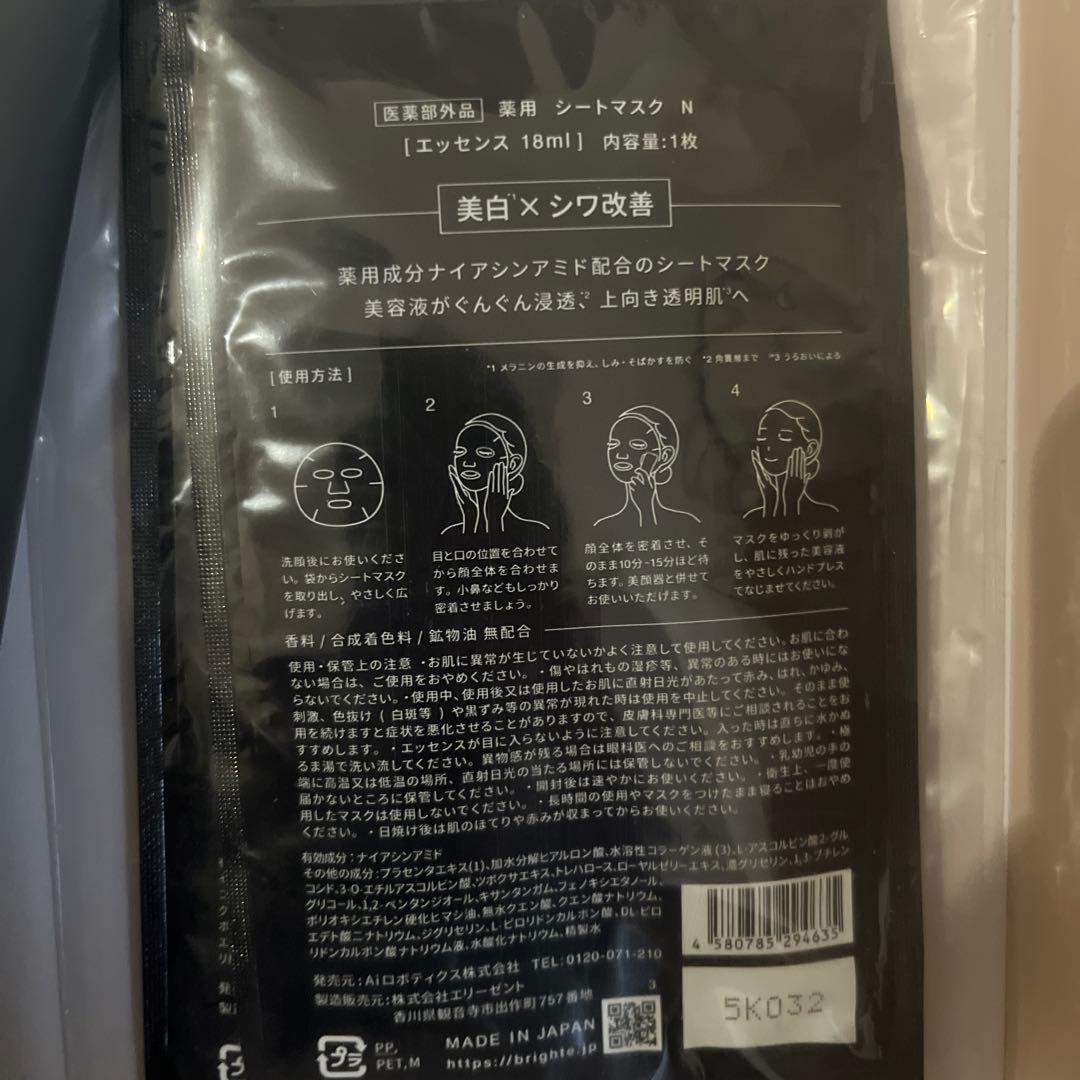 医薬部外品 薬用 シートマスク N
[エッセンス 18ml] 内容量:1枚
美白*1× シワ改善
薬用成分ナイアシンアミド配合のシートマスク
美容液がぐんぐん浸透*2、上向き透明肌*3へ
*1 メラニンの生成を抑え、しみ・そばかすを防ぐ *2 角質層まで *3 うるおいによる
[使用方法]
1
洗顔後にお使いくださ
い。袋からシートマスク
を取り出し、やさしく広
げます。
2
目と口の位置を合わせて
から顔全体を合わせま
す。小鼻などもしっかり
密着させましょう。
3
顔全体を密着させ、そ
のまま10分-15分ほど待
ちます。美顔器と併せて
お使いいただけます。
4
マスクをゆっくり剥が
し、肌に残った美容液
をやさしくハンドプレス
でなじませてください。
香料/合成着色料/鉱物油 無配合
使用・保管上の注意 ・お肌に異常が生じていないかよく注意して使用してください。お肌に合わ
ない場合は、ご使用をおやめください。・傷やはれもの湿疹等、異常のある時にはお使いにな
らないでください。・使用中、使用後又は使用したお肌に直射日光があたって赤み、はれ、かゆみ、
刺激、色抜け(白斑等)や黒ずみ等の異常が現れた時は使用を中止してください。そのまま使
用を続けますと症状を悪化させることがありますので、皮膚科専門医等にご相談されることをお
すすめします。・エッセンスが目に入らないように注意してください。入った時は直ちに水かぬ
るま湯で洗い流してください。異物感が残る場合は眼科医へのご相談をおすすめします。・極
端に高温又は低温の場所、直射日光の当たる場所には保管しないでください。・乳幼児の手の
届かないところに保管してください。・開封後は速やかにお使いください。・衛生上、一度使
用したマスクは使用しないでください。・長時間の使用やマスクをつけたまま寝ることはおやめ
ください。・日焼け後は肌のほてりや赤みが収まってからお使いください。
有効成分:ナイアシンアミド
その他の成分:プラセンタエキス(1)、加水分解ヒアルロン酸、水溶性コラーゲン液(3)、L-アスコルビン酸2-グル
コシド、3-O-エチルアスコルビン酸、ツボクサエキス、トレハロース、ローヤルゼリーエキス、濃グリセリン、1,3-ブチレン
グリコール、1,2-ペンタンジオール、キサンタンガム、フェノキシエタノール、
ポリオキシエチレン硬化ヒマシ油、無水クエン酸、クエン酸ナトリウム、
エデト酸二ナトリウム、ジグリセリン、L-ピロリドンカルボン酸、DL-ピロ
リドンカルボン酸ナトリウム液、水酸化ナトリウム、精製水
発売元:Aiロボティクス株式会社 TEL:0120-071-210
製造販売元:株式会社エリーゼント
香川県観音寺市出作町757番地
3
MADE IN JAPAN
https://brighte.jp
プラ
PP,
PET,M
4 580785 294635
5K032